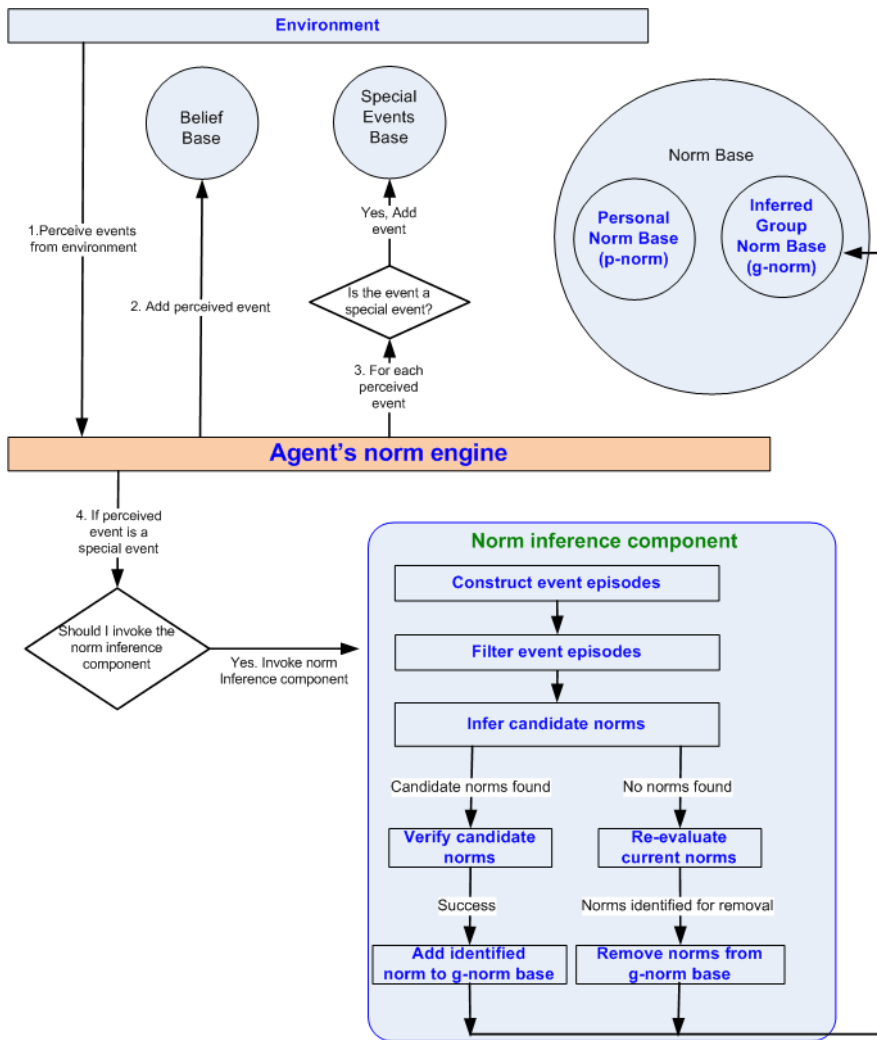 Environment
Belief
Base
Special
Events
Base
Norm Base
Personal
Norm Base
(p-norm)
Inferred
Group
Norm Base
(g-norm)
1.Perceive events
from environment
Yes, Add
event
2. Add perceived event
Is the event a
special event?
3. For each
perceived
event
Agent's norm engine
4. If perceived
event is a
special event
Should I invoke the
norm inference
component
Yes. Invoke norm
Inference component
Norm inference component
Construct event episodes
Filter event episodes
Infer candidate norms
Candidate norms found
No norms found
Verify candidate
norms
Re-evaluate
current norms
Success
Norms identified for removal
Add identified
norm to g-norm base
Remove norms from
g-norm base